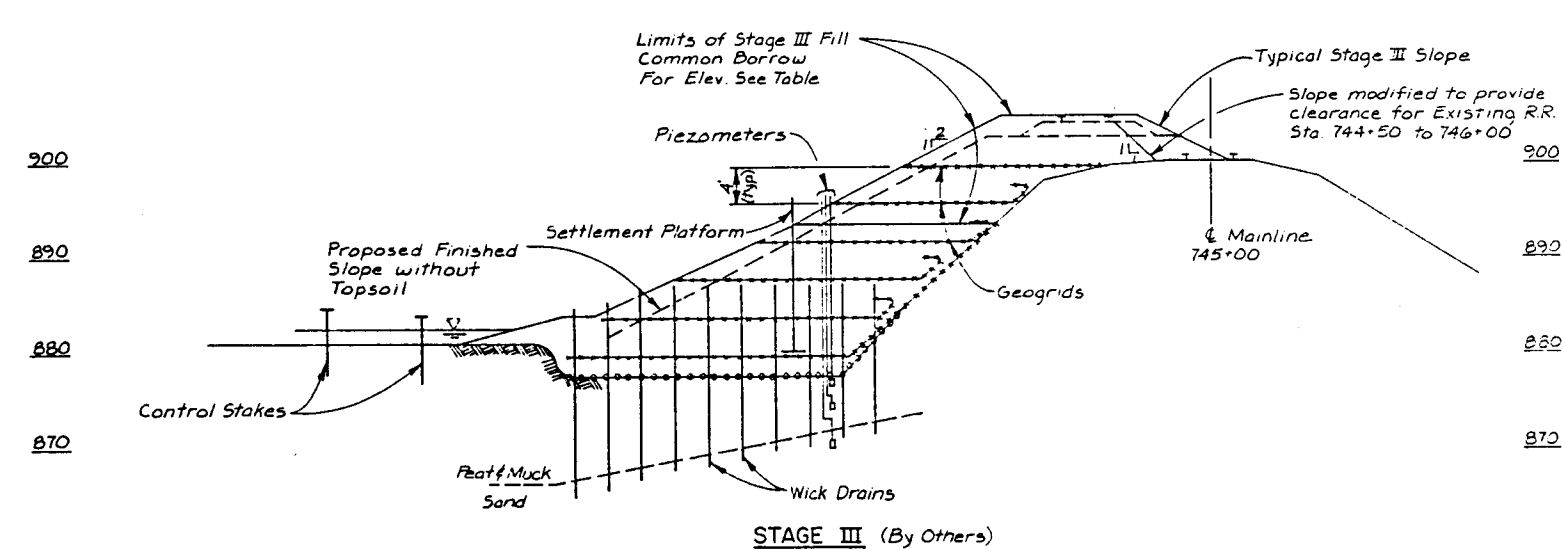 Limits of Stage III Fill
Common Borrow
For Elev. See Table
Typical Stage III Slope
Slope modified to provide
clearance for Existing R.R.
Sta. 744+50 to 746+00
Piezometers
2
1
1
1
900
900
4'
(typ)
Settlement Platform
Proposed Finished
Slope without
Topsoil
890
℄ Mainline
745+00
890
Geogrids
880
880
Control Stakes
870
870
Peat & Muck
Sand
Wick Drains
STAGE III (By Others)